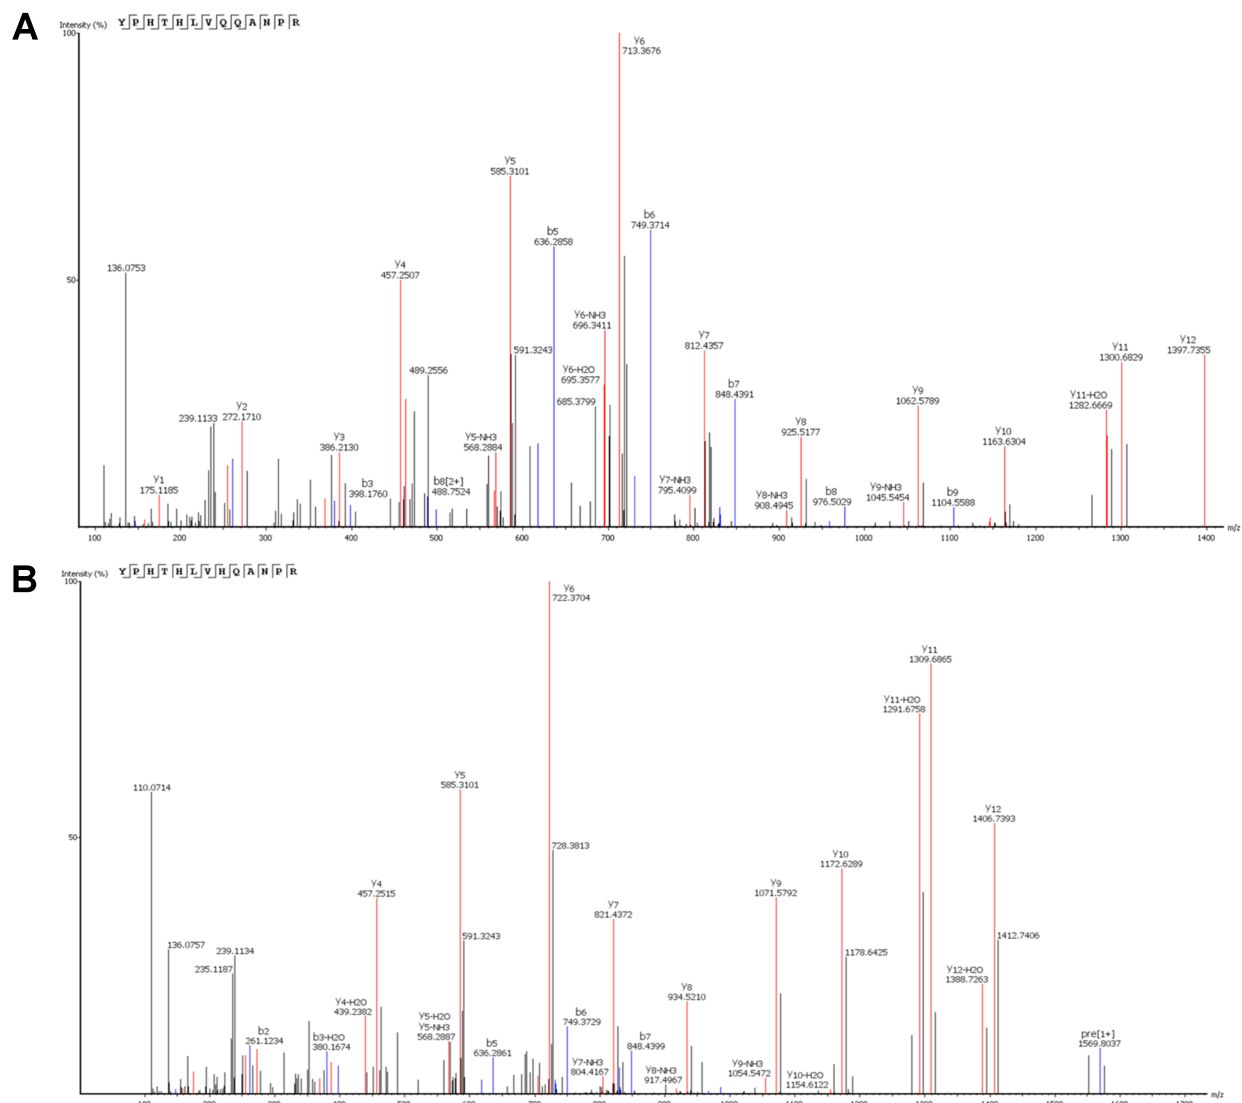 A
Intensity (%)
Y P H T H L V Q Q A N P R
100
50
136.0753
Y1
175.1185
239.1133
Y2
272.1710
Y3
386.2130
b3
398.1760
Y4
457.2507
489.2556
b8[2+]
488.7524
Y5-NH3
568.2884
Y5
585.3101
591.3243
b5
636.2858
Y6-NH3
696.3411
Y6-H2O
695.3577
685.3799
Y6
713.3676
b6
749.3714
Y7-NH3
795.4099
Y7
812.4357
b7
848.4391
Y8-NH3
908.4945
Y8
925.5177
b8
976.5029
Y9-NH3
1045.5454
Y9
1062.5789
b9
1104.5588
Y10
1163.6304
Y11-H2O
1282.6669
Y11
1300.6829
Y12
1397.7355
100 200 300 400 500 600 700 800 900 1000 1100 1200 1300 1400 m/z
B
Intensity (%)
Y P H T H L V H Q A N P R
100
50
110.0714
136.0757
235.1187
239.1134
b2
261.1234
b3-H2O
380.1674
Y4-H2O
439.2382
Y4
457.2515
Y5-H2O
Y5-NH3
568.2887
Y5
585.3101
591.3243
b5
636.2861
Y6
722.3704
728.3813
b6
749.3729
Y7-NH3
804.4167
Y7
821.4372
b7
848.4399
Y8-NH3
917.4967
Y8
934.5210
Y9-NH3
1054.5472
Y9
1071.5792
Y10-H2O
1154.6122
Y10
1172.6289
1178.6425
Y11-H2O
1291.6758
Y11
1309.6865
Y12-H2O
1388.7263
Y12
1406.7393
1412.7406
pre[1+]
1569.8037
m/z